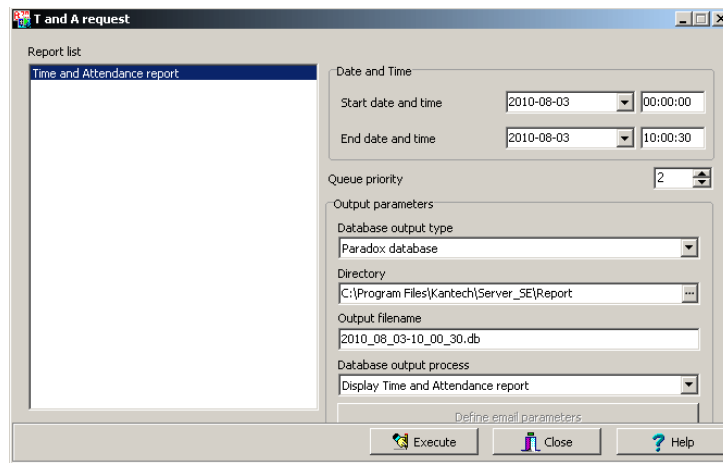 T and A request
Report list
Time and Attendance report
Date and Time
Start date and time 2010-08-03 00:00:00
End date and time 2010-08-03 10:00:30
Queue priority 2
Output parameters
Database output type
Paradox database
Directory
C:\Program Files\Kantech\Server_SE\Report ...
Output filename
2010_08_03-10_00_30.db
Database output process
Display Time and Attendance report
Define email parameters
Execute Close Help